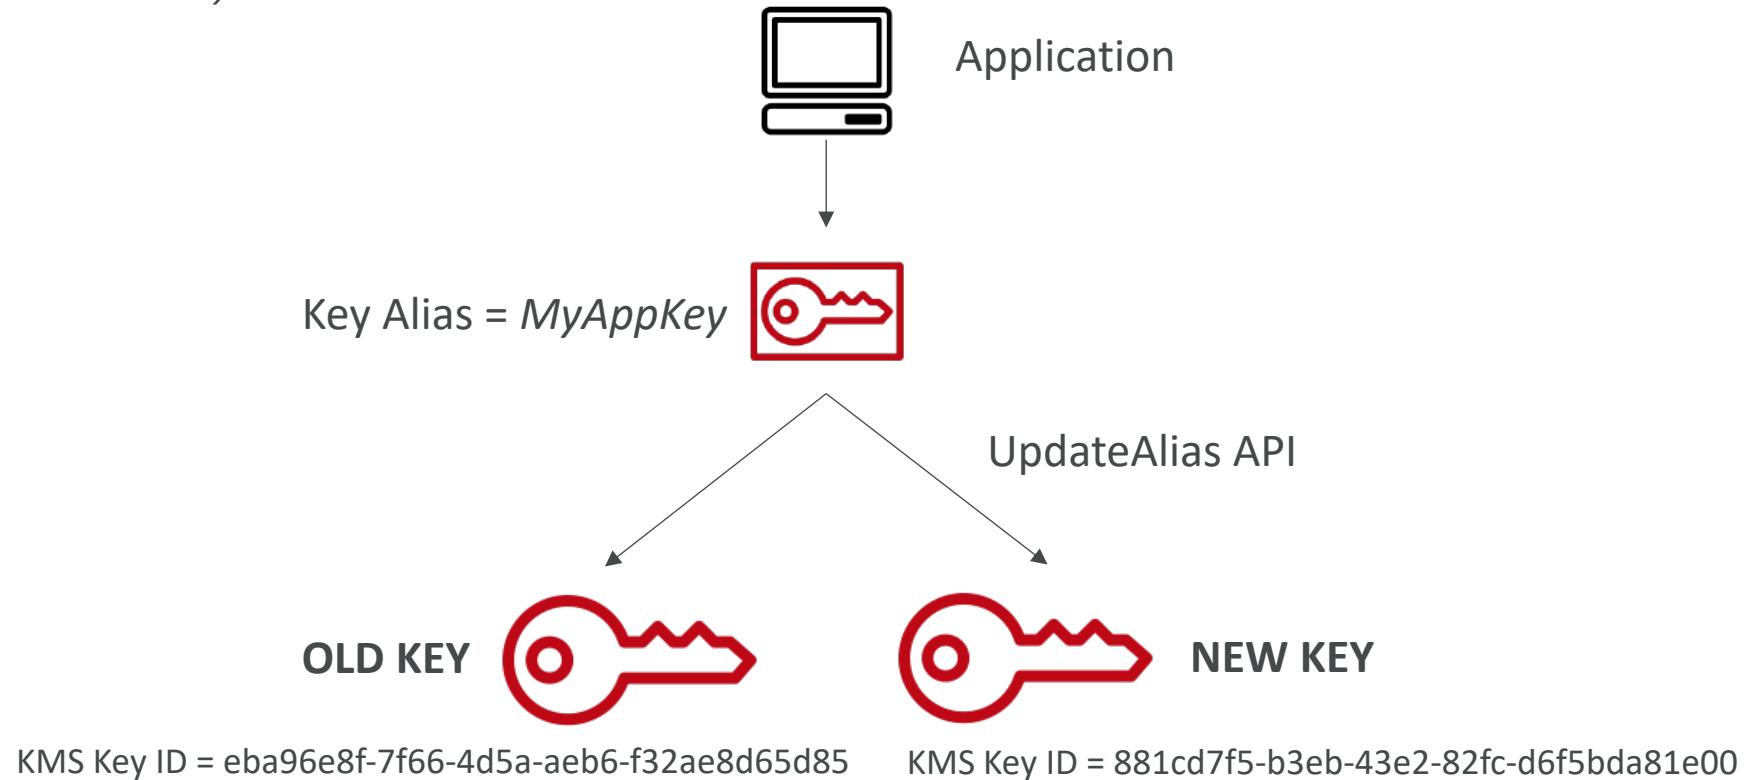 Application
Key Alias = MyAppKey
UpdateAlias API
OLD KEY
NEW KEY
KMS Key ID = eba96e8f-7f66-4d5a-aeb6-f32ae8d65d85
KMS Key ID = 881cd7f5-b3eb-43e2-82fc-d6f5bda81e00